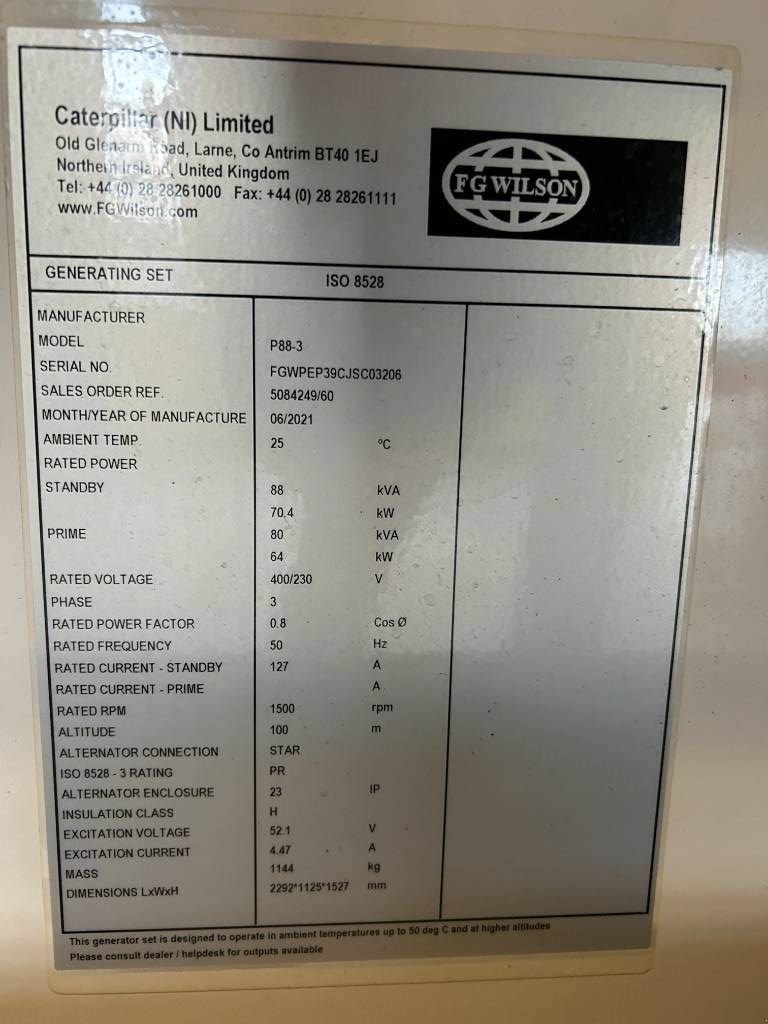 Caterpillar (NI) Limited
Old Glenarm Road, Larne, Co Antrim BT40 1EJ
Northern Ireland, United Kingdom
Tel: +44 (0) 28 28261000 Fax: +44 (0) 28 28261111
www.FGWilson.com
FG WILSON
GENERATING SET ISO 8528
MANUFACTURER
MODEL P88-3
SERIAL NO. FGWPEP39CJSC03206
SALES ORDER REF. 5084249/60
MONTH/YEAR OF MANUFACTURE 06/2021
AMBIENT TEMP. 25 °C
RATED POWER
STANDBY 88 kVA
70.4 kW
PRIME 80 kVA
64 kW
RATED VOLTAGE 400/230 V
PHASE 3
RATED POWER FACTOR 0.8 Cos Ø
RATED FREQUENCY 50 Hz
RATED CURRENT - STANDBY 127 A
RATED CURRENT - PRIME A
RATED RPM 1500 rpm
ALTITUDE 100 m
ALTERNATOR CONNECTION STAR
ISO 8528 - 3 RATING PR
ALTERNATOR ENCLOSURE 23 IP
INSULATION CLASS H
EXCITATION VOLTAGE 52.1 V
EXCITATION CURRENT 4.47 A
MASS 1144 kg
DIMENSIONS LxWxH 2292*1125*1527 mm
This generator set is designed to operate in ambient temperatures up to 50 deg C and at higher altitudes
Please consult dealer / helpdesk for outputs available